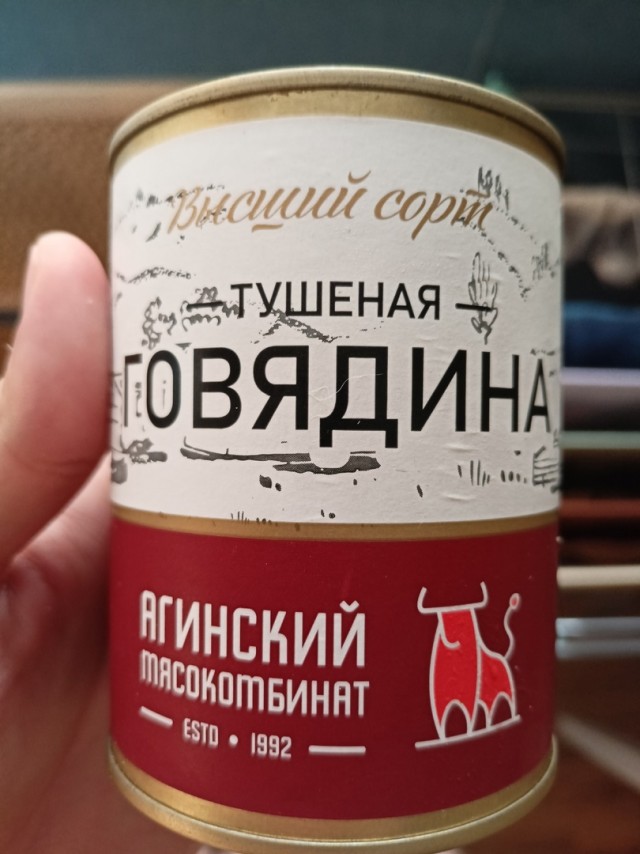 Высший сорт
— ТУШЕНАЯ —
ГОВЯДИНА
АГИНСКИЙ
МЯСОКОМБИНАТ
— ESTD • 1992 —